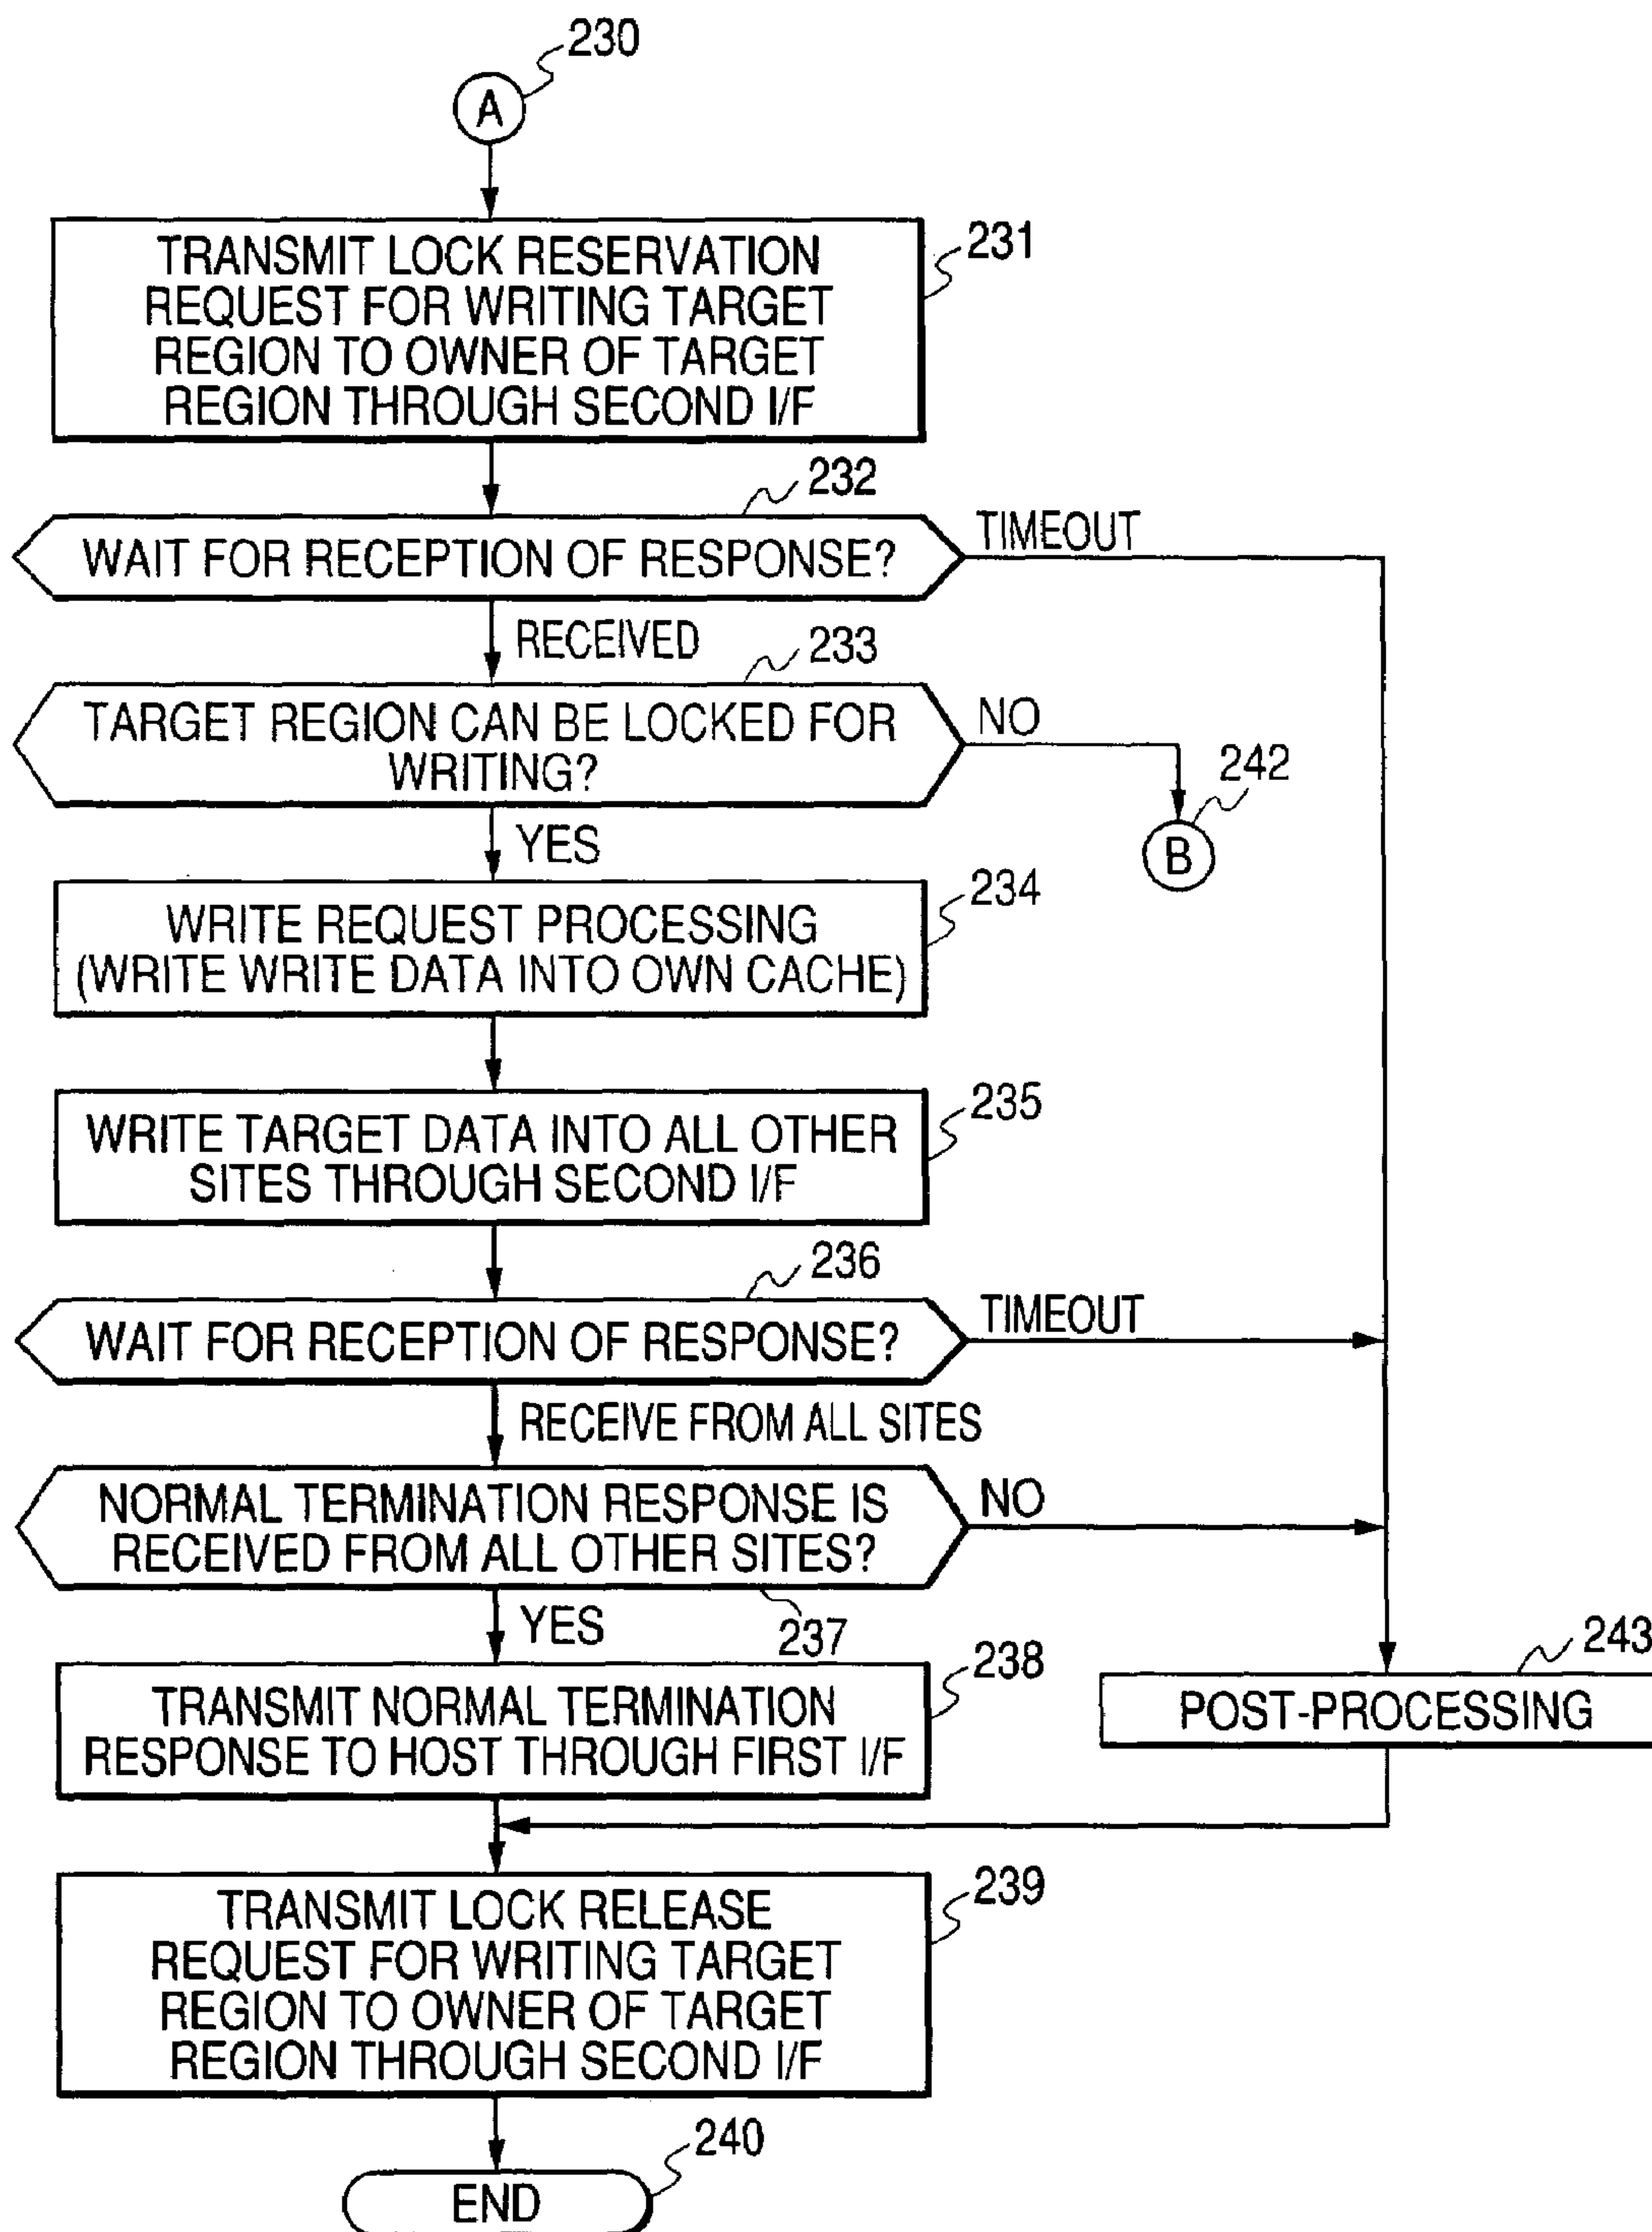 230
A
231
TRANSMIT LOCK RESERVATION
REQUEST FOR WRITING TARGET
REGION TO OWNER OF TARGET
REGION THROUGH SECOND I/F
232
WAIT FOR RECEPTION OF RESPONSE?
TIMEOUT
RECEIVED
233
TARGET REGION CAN BE LOCKED FOR
WRITING?
NO
242
B
YES
234
WRITE REQUEST PROCESSING
(WRITE WRITE DATA INTO OWN CACHE)
235
WRITE TARGET DATA INTO ALL OTHER
SITES THROUGH SECOND I/F
236
WAIT FOR RECEPTION OF RESPONSE?
TIMEOUT
RECEIVE FROM ALL SITES
NORMAL TERMINATION RESPONSE IS
RECEIVED FROM ALL OTHER SITES?
NO
YES
237
238
TRANSMIT NORMAL TERMINATION
RESPONSE TO HOST THROUGH FIRST I/F
243
POST-PROCESSING
239
TRANSMIT LOCK RELEASE
REQUEST FOR WRITING TARGET
REGION TO OWNER OF TARGET
REGION THROUGH SECOND I/F
240
END